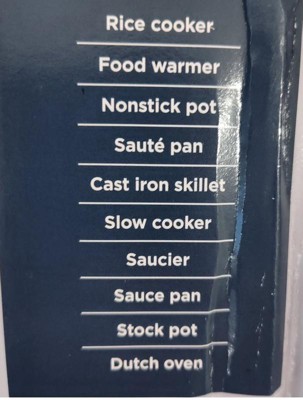 Rice cooker
Food warmer
Nonstick pot
Sauté pan
Cast iron skillet
Slow cooker
Saucier
Sauce pan
Stock pot
Dutch oven